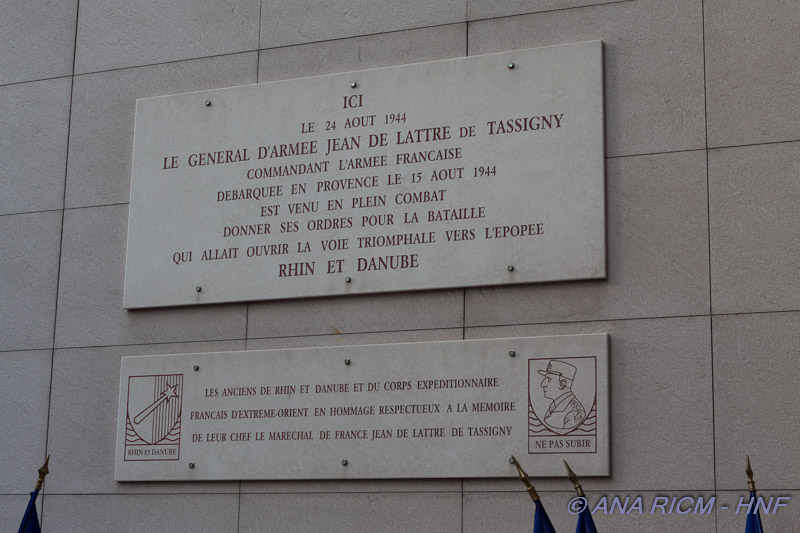 ICI
LE 24 AOUT 1944
LE GENERAL D'ARMEE JEAN DE LATTRE DE TASSIGNY
COMMANDANT L'ARMEE FRANCAISE
DEBARQUEE EN PROVENCE LE 15 AOUT 1944
EST VENU EN PLEIN COMBAT
DONNER SES ORDRES POUR LA BATAILLE
QUI ALLAIT OUVRIR LA VOIE TRIOMPHALE VERS L'EPOPEE
RHIN ET DANUBE
LES ANCIENS DE RHIN ET DANUBE ET DU CORPS EXPEDITIONNAIRE
FRANCAIS D'EXTREME-ORIENT EN HOMMAGE RESPECTUEUX A LA MEMOIRE
DE LEUR CHEF LE MARECHAL DE FRANCE JEAN DE LATTRE DE TASSIGNY
RHIN ET DANUBE
NE PAS SUBIR
© ANA RICM - HNF